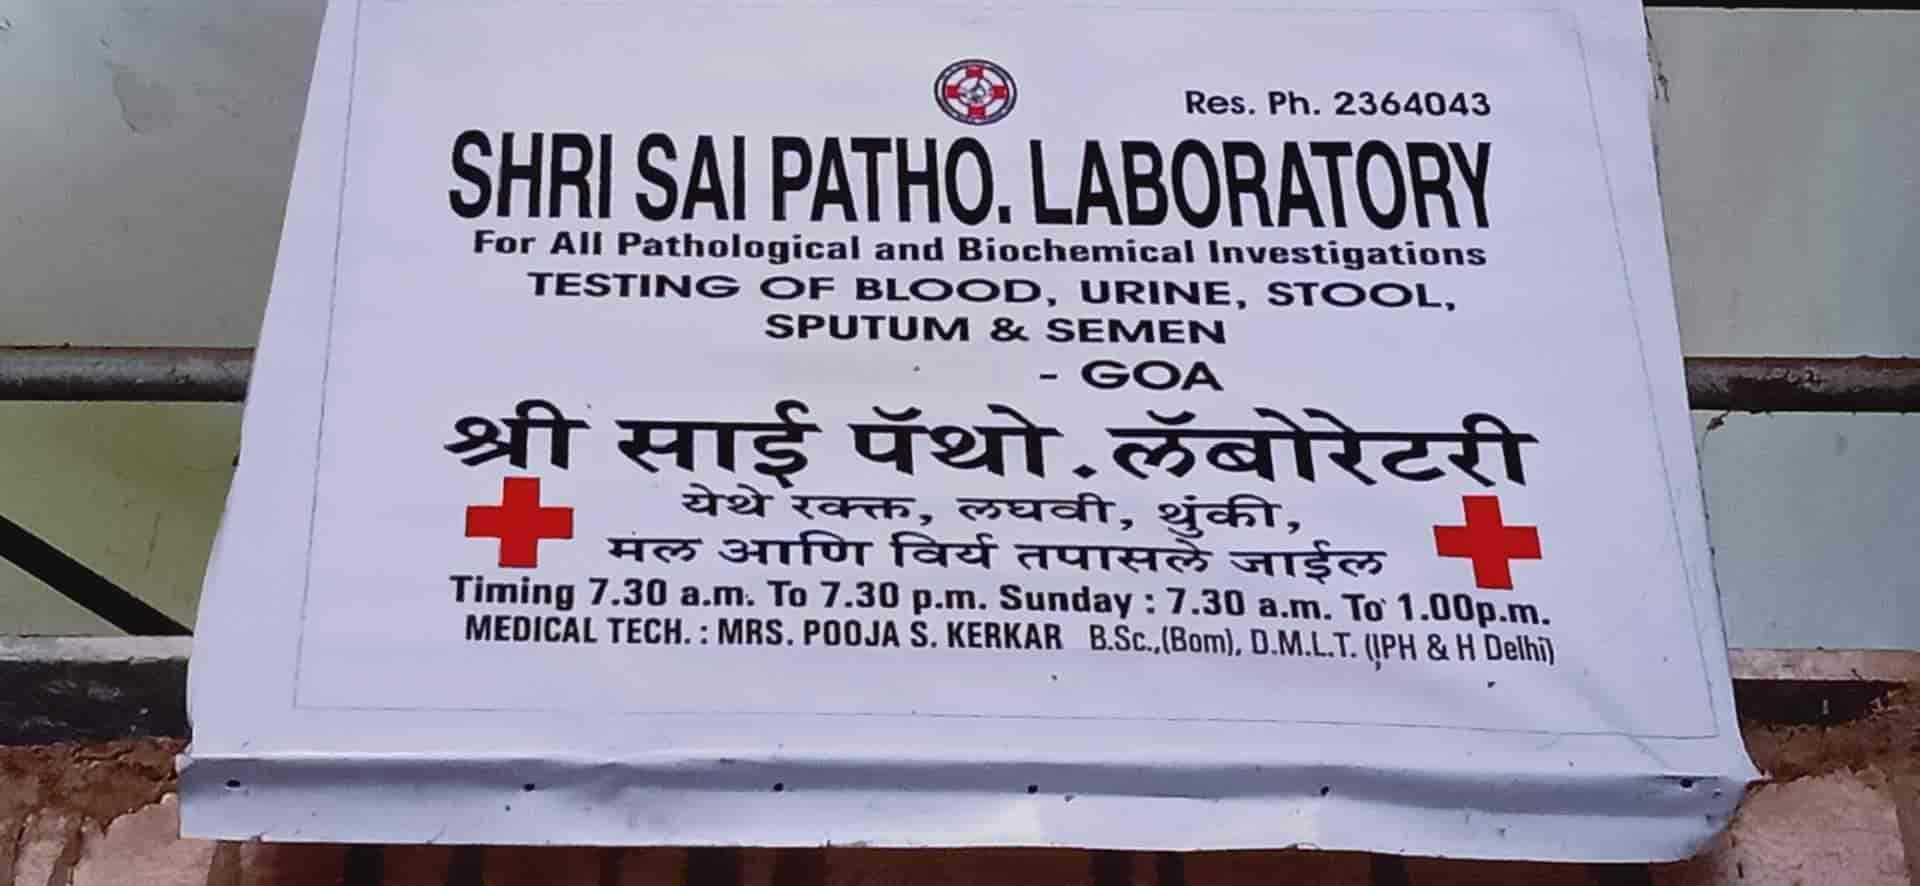 Res. Ph. 2364043
SHRI SAI PATHO. LABORATORY
For All Pathological and Biochemical Investigations
TESTING OF BLOOD, URINE, STOOL,
SPUTUM & SEMEN
- GOA
श्री साई पॅथो. लॅबोरेटरी
येथे रक्त, लघवी, थुंकी,
मल आणि विर्य तपासले जाईल
Timing 7.30 a.m. To 7.30 p.m. Sunday : 7.30 a.m. To 1.00p.m.
MEDICAL TECH. : MRS. POOJA S. KERKAR B.Sc.,(Bom), D.M.L.T. (IPH & H Delhi)